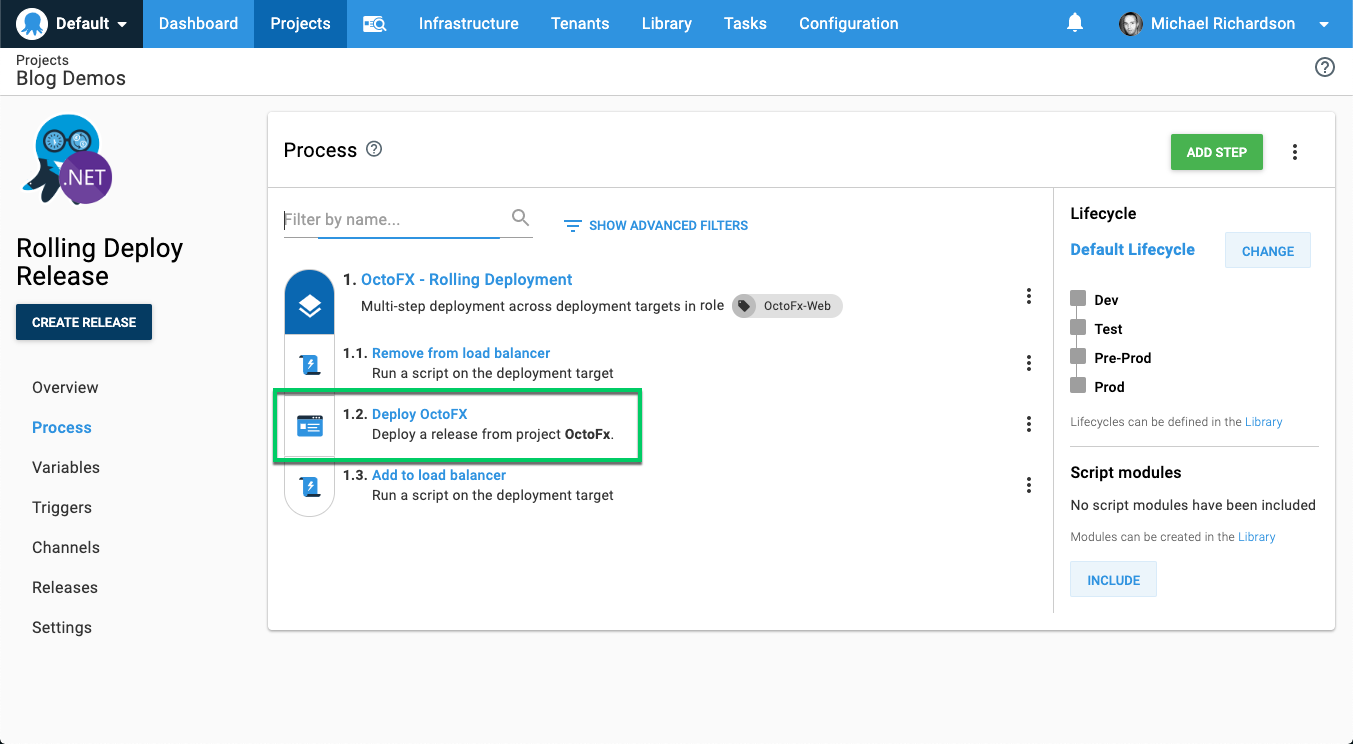 Default Dashboard Projects Infrastructure Tenants Library Tasks Configuration Michael Richardson
Projects
Blog Demos
.NET
Rolling Deploy
Release
CREATE RELEASE
Overview
Process
Variables
Triggers
Channels
Releases
Settings
Process
ADD STEP
Filter by name...
SHOW ADVANCED FILTERS
1. OctoFX - Rolling Deployment
Multi-step deployment across deployment targets in role OctoFx-Web
1.1. Remove from load balancer
Run a script on the deployment target
1.2. Deploy OctoFX
Deploy a release from project OctoFx.
1.3. Add to load balancer
Run a script on the deployment target
Lifecycle
Default Lifecycle CHANGE
Dev
Test
Pre-Prod
Prod
Lifecycles can be defined in the Library
Script modules
No script modules have been included
Modules can be created in the Library
INCLUDE